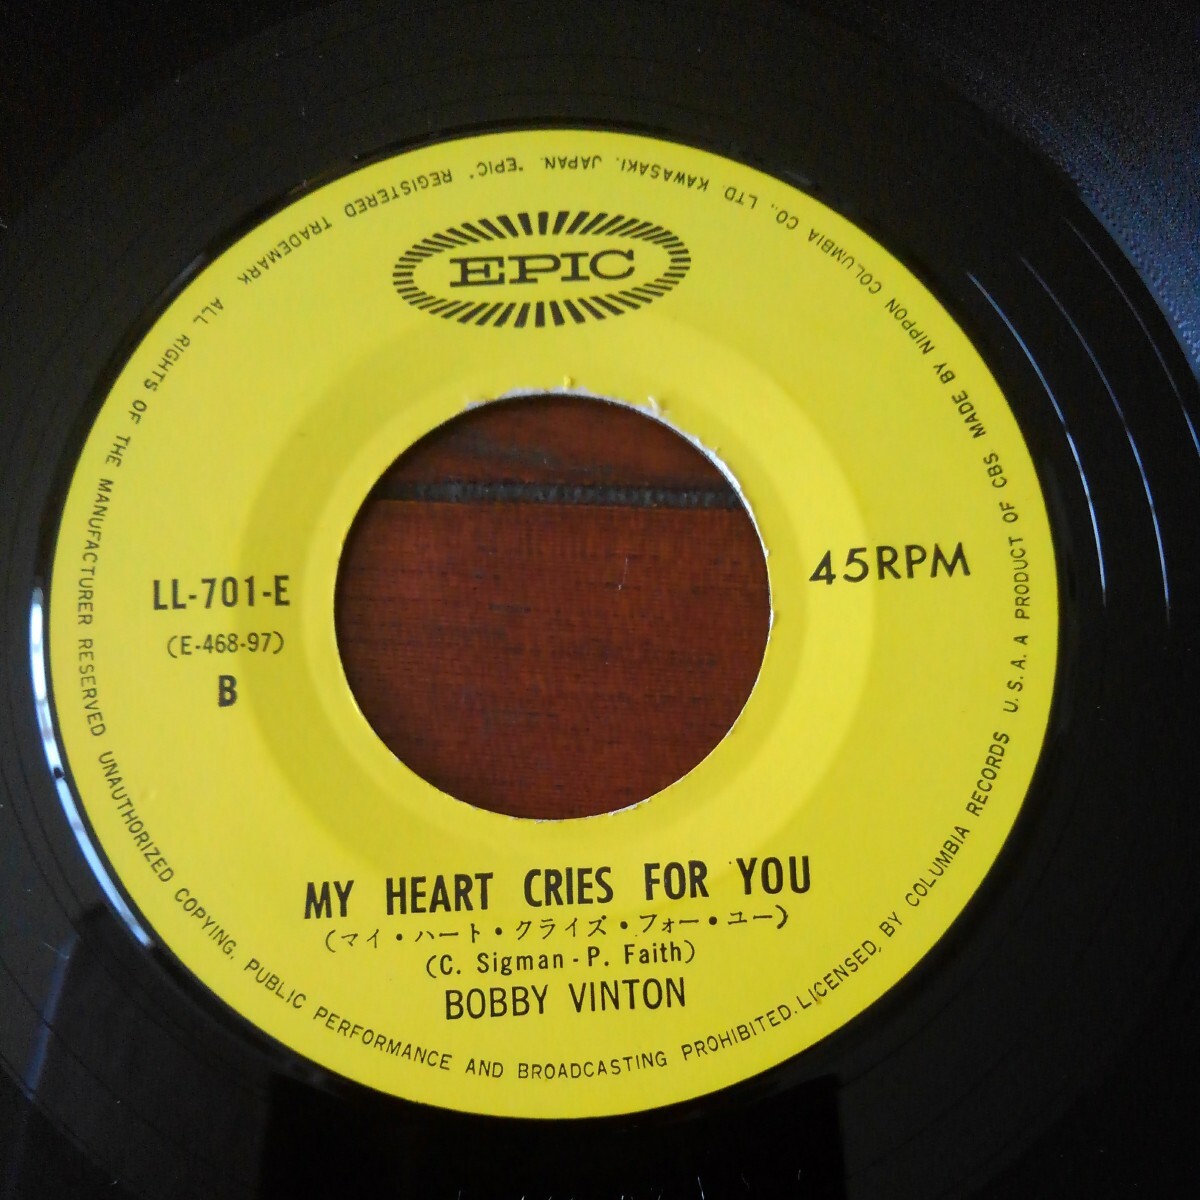 EPIC
45RPM
LL-701-E
(E-468-97)
B
MY HEART CRIES FOR YOU
(マイ・ハート・クライズ・フォー・ユー)
(C. Sigman - P. Faith)
BOBBY VINTON
ALL RIGHTS OF THE MANUFACTURER RESERVED UNAUTHORIZED COPYING, PUBLIC PERFORMANCE AND BROADCASTING PROHIBITED. LICENSED, BY COLUMBIA RECORDS U.S.A. A PRODUCT OF CBS MADE BY NIPPON COLUMBIA CO., LTD. KAWASAKI, JAPAN. "EPIC" REGISTERED TRADEMARK